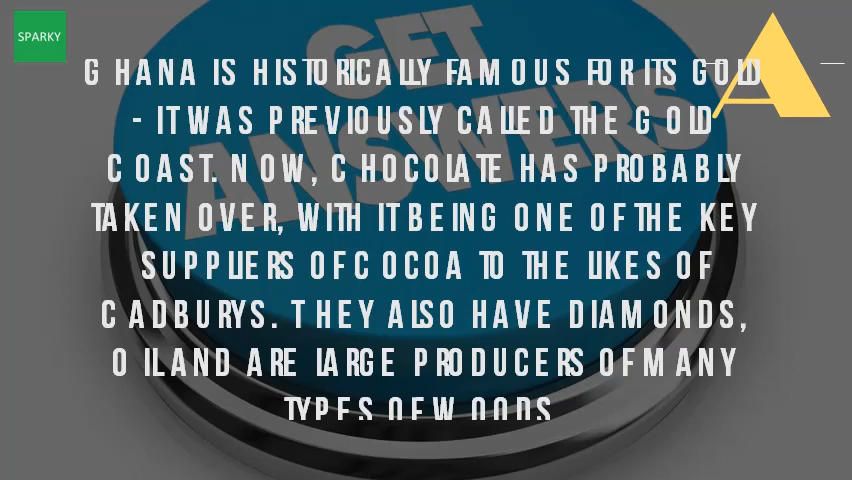 SPARKY
A
GET
ANSWERS
GHANA IS HISTORICALLY FAMOUS FOR ITS GOLD
- IT WAS PREVIOUSLY CALLED THE GOLD
COAST. NOW, CHOCOLATE HAS PROBABLY
TAKEN OVER, WITH IT BEING ONE OF THE KEY
SUPPLIERS OF COCOA TO THE LIKES OF
CADBURYS. THEY ALSO HAVE DIAMONDS,
OIL AND ARE LARGE PRODUCERS OF MANY
TYPES OF WOODS